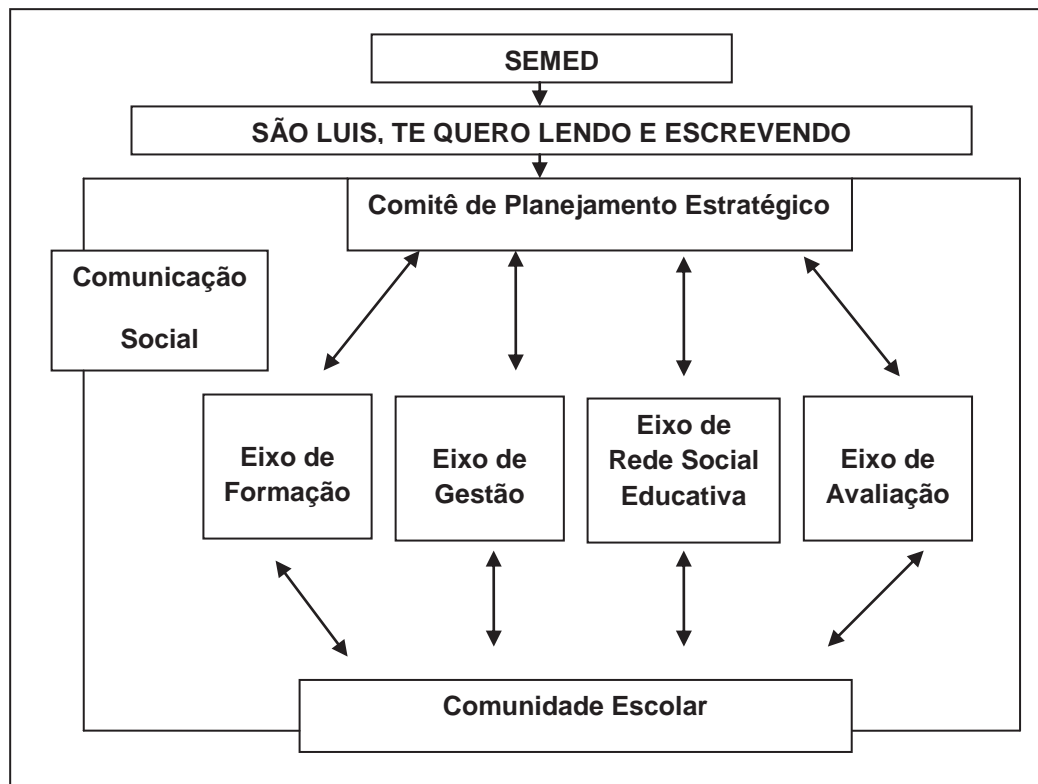 SEMED
SÃO LUIS, TE QUERO LENDO E ESCREVENDO
Comitê de Planejamento Estratégico
Comunicação
Social
Eixo de
Formação
Eixo de
Gestão
Eixo de
Rede Social
Educativa
Eixo de
Avaliação
Comunidade Escolar